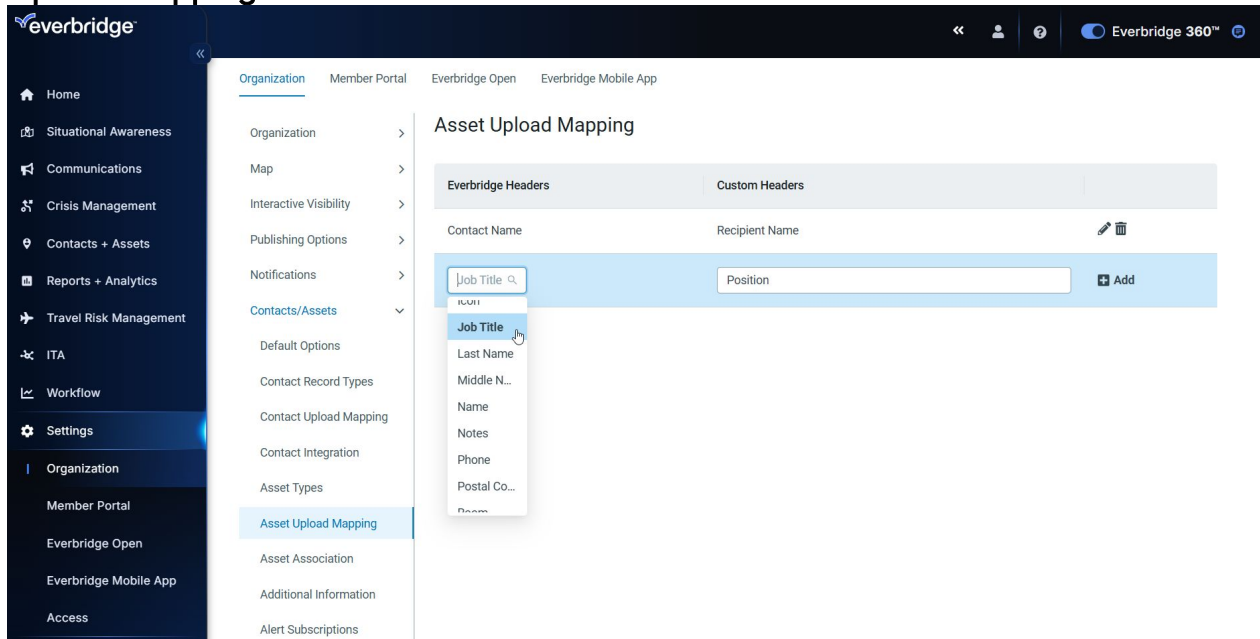 everbridge
Everbridge 360™
Home
Situational Awareness
Communications
Crisis Management
Contacts + Assets
Reports + Analytics
Travel Risk Management
ITA
Workflow
Settings
Organization
Member Portal
Everbridge Open
Everbridge Mobile App
Access
Organization Member Portal Everbridge Open Everbridge Mobile App
Organization
Map
Interactive Visibility
Publishing Options
Notifications
Contacts/Assets
Default Options
Contact Record Types
Contact Upload Mapping
Contact Integration
Asset Types
Asset Upload Mapping
Asset Association
Additional Information
Alert Subscriptions
Asset Upload Mapping
Everbridge Headers Custom Headers
Contact Name Recipient Name
Job Title Position Add
Icon
Job Title
Last Name
Middle N...
Name
Notes
Phone
Postal Co...
Room